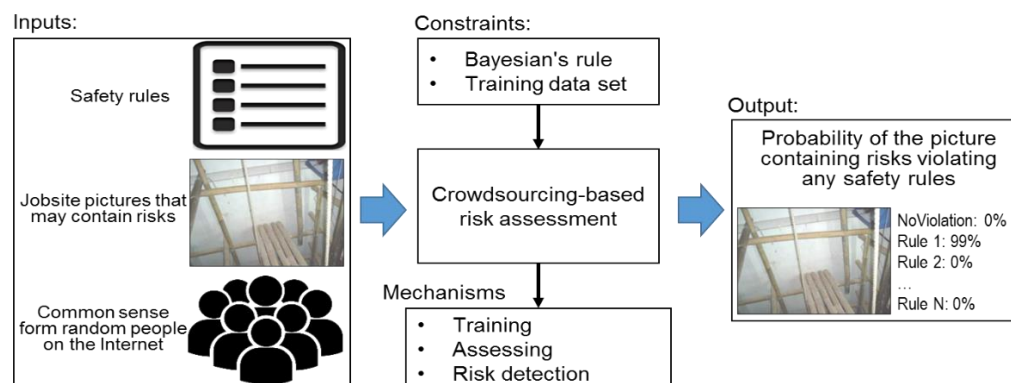 Inputs:
Safety rules
Jobsite pictures that
may contain risks
Common sense
form random people
on the Internet
Constraints:
• Bayesian's rule
• Training data set
Crowdsourcing-based
risk assessment
Mechanisms
• Training
• Assessing
• Risk detection
Output:
Probability of the picture
containing risks violating
any safety rules
NoViolation: 0%
Rule 1: 99%
Rule 2: 0%
...
Rule N: 0%